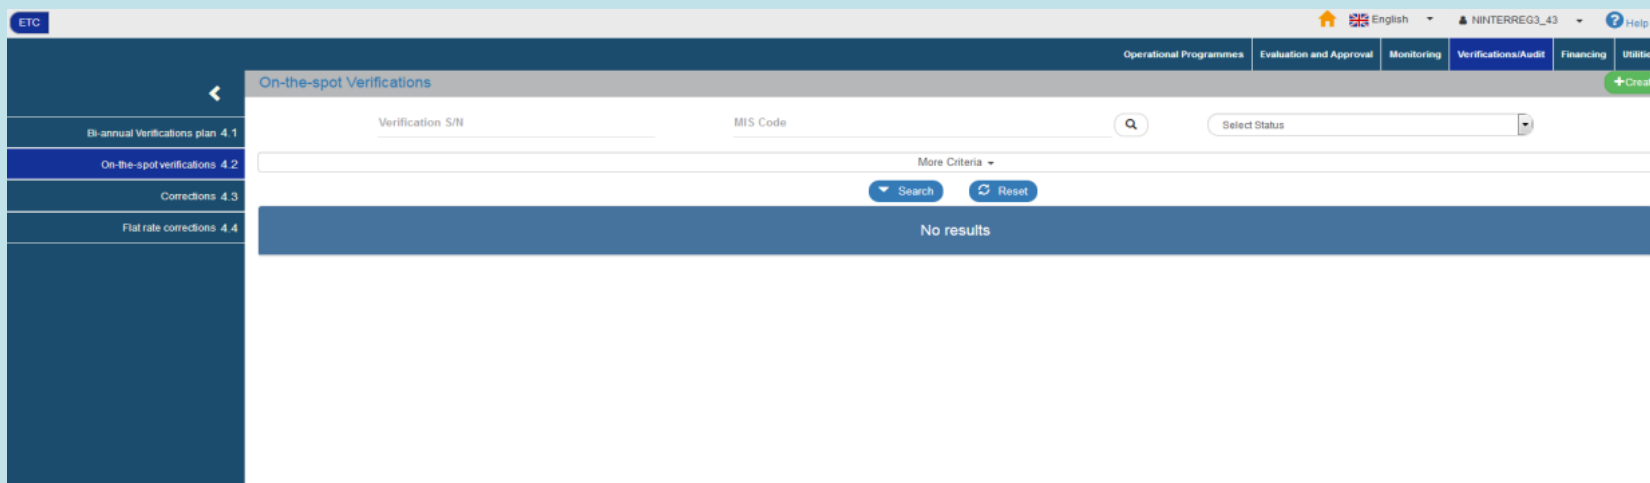 ETC
English
NINTERREG3_43
Help
Operational Programmes
Evaluation and Approval
Monitoring
Verifications/Audit
Financing
Utilitie
On-the-spot Verifications
+Creat
Bi-annual Verifications plan 4.1
On-the-spot verifications 4.2
Corrections 4.3
Flat rate corrections 4.4
Verification S/N
MIS Code
Select Status
More Criteria
Search
Reset
No results